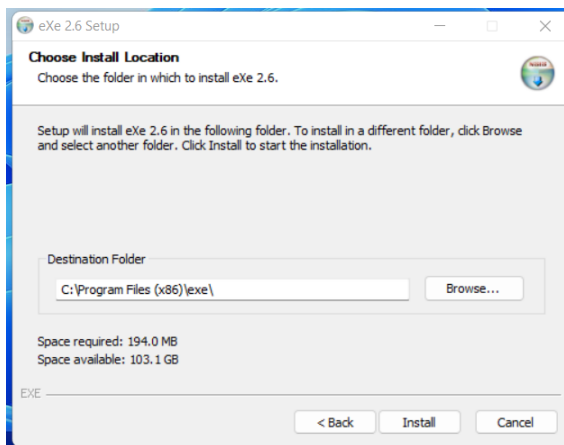 eXe 2.6 Setup
Choose Install Location
Choose the folder in which to install eXe 2.6.
Setup will install eXe 2.6 in the following folder. To install in a different folder, click Browse
and select another folder. Click Install to start the installation.
Destination Folder
C:\Program Files (x86)\exe\
Browse...
Space required: 194.0 MB
Space available: 103.1 GB
EXE
< Back
Install
Cancel